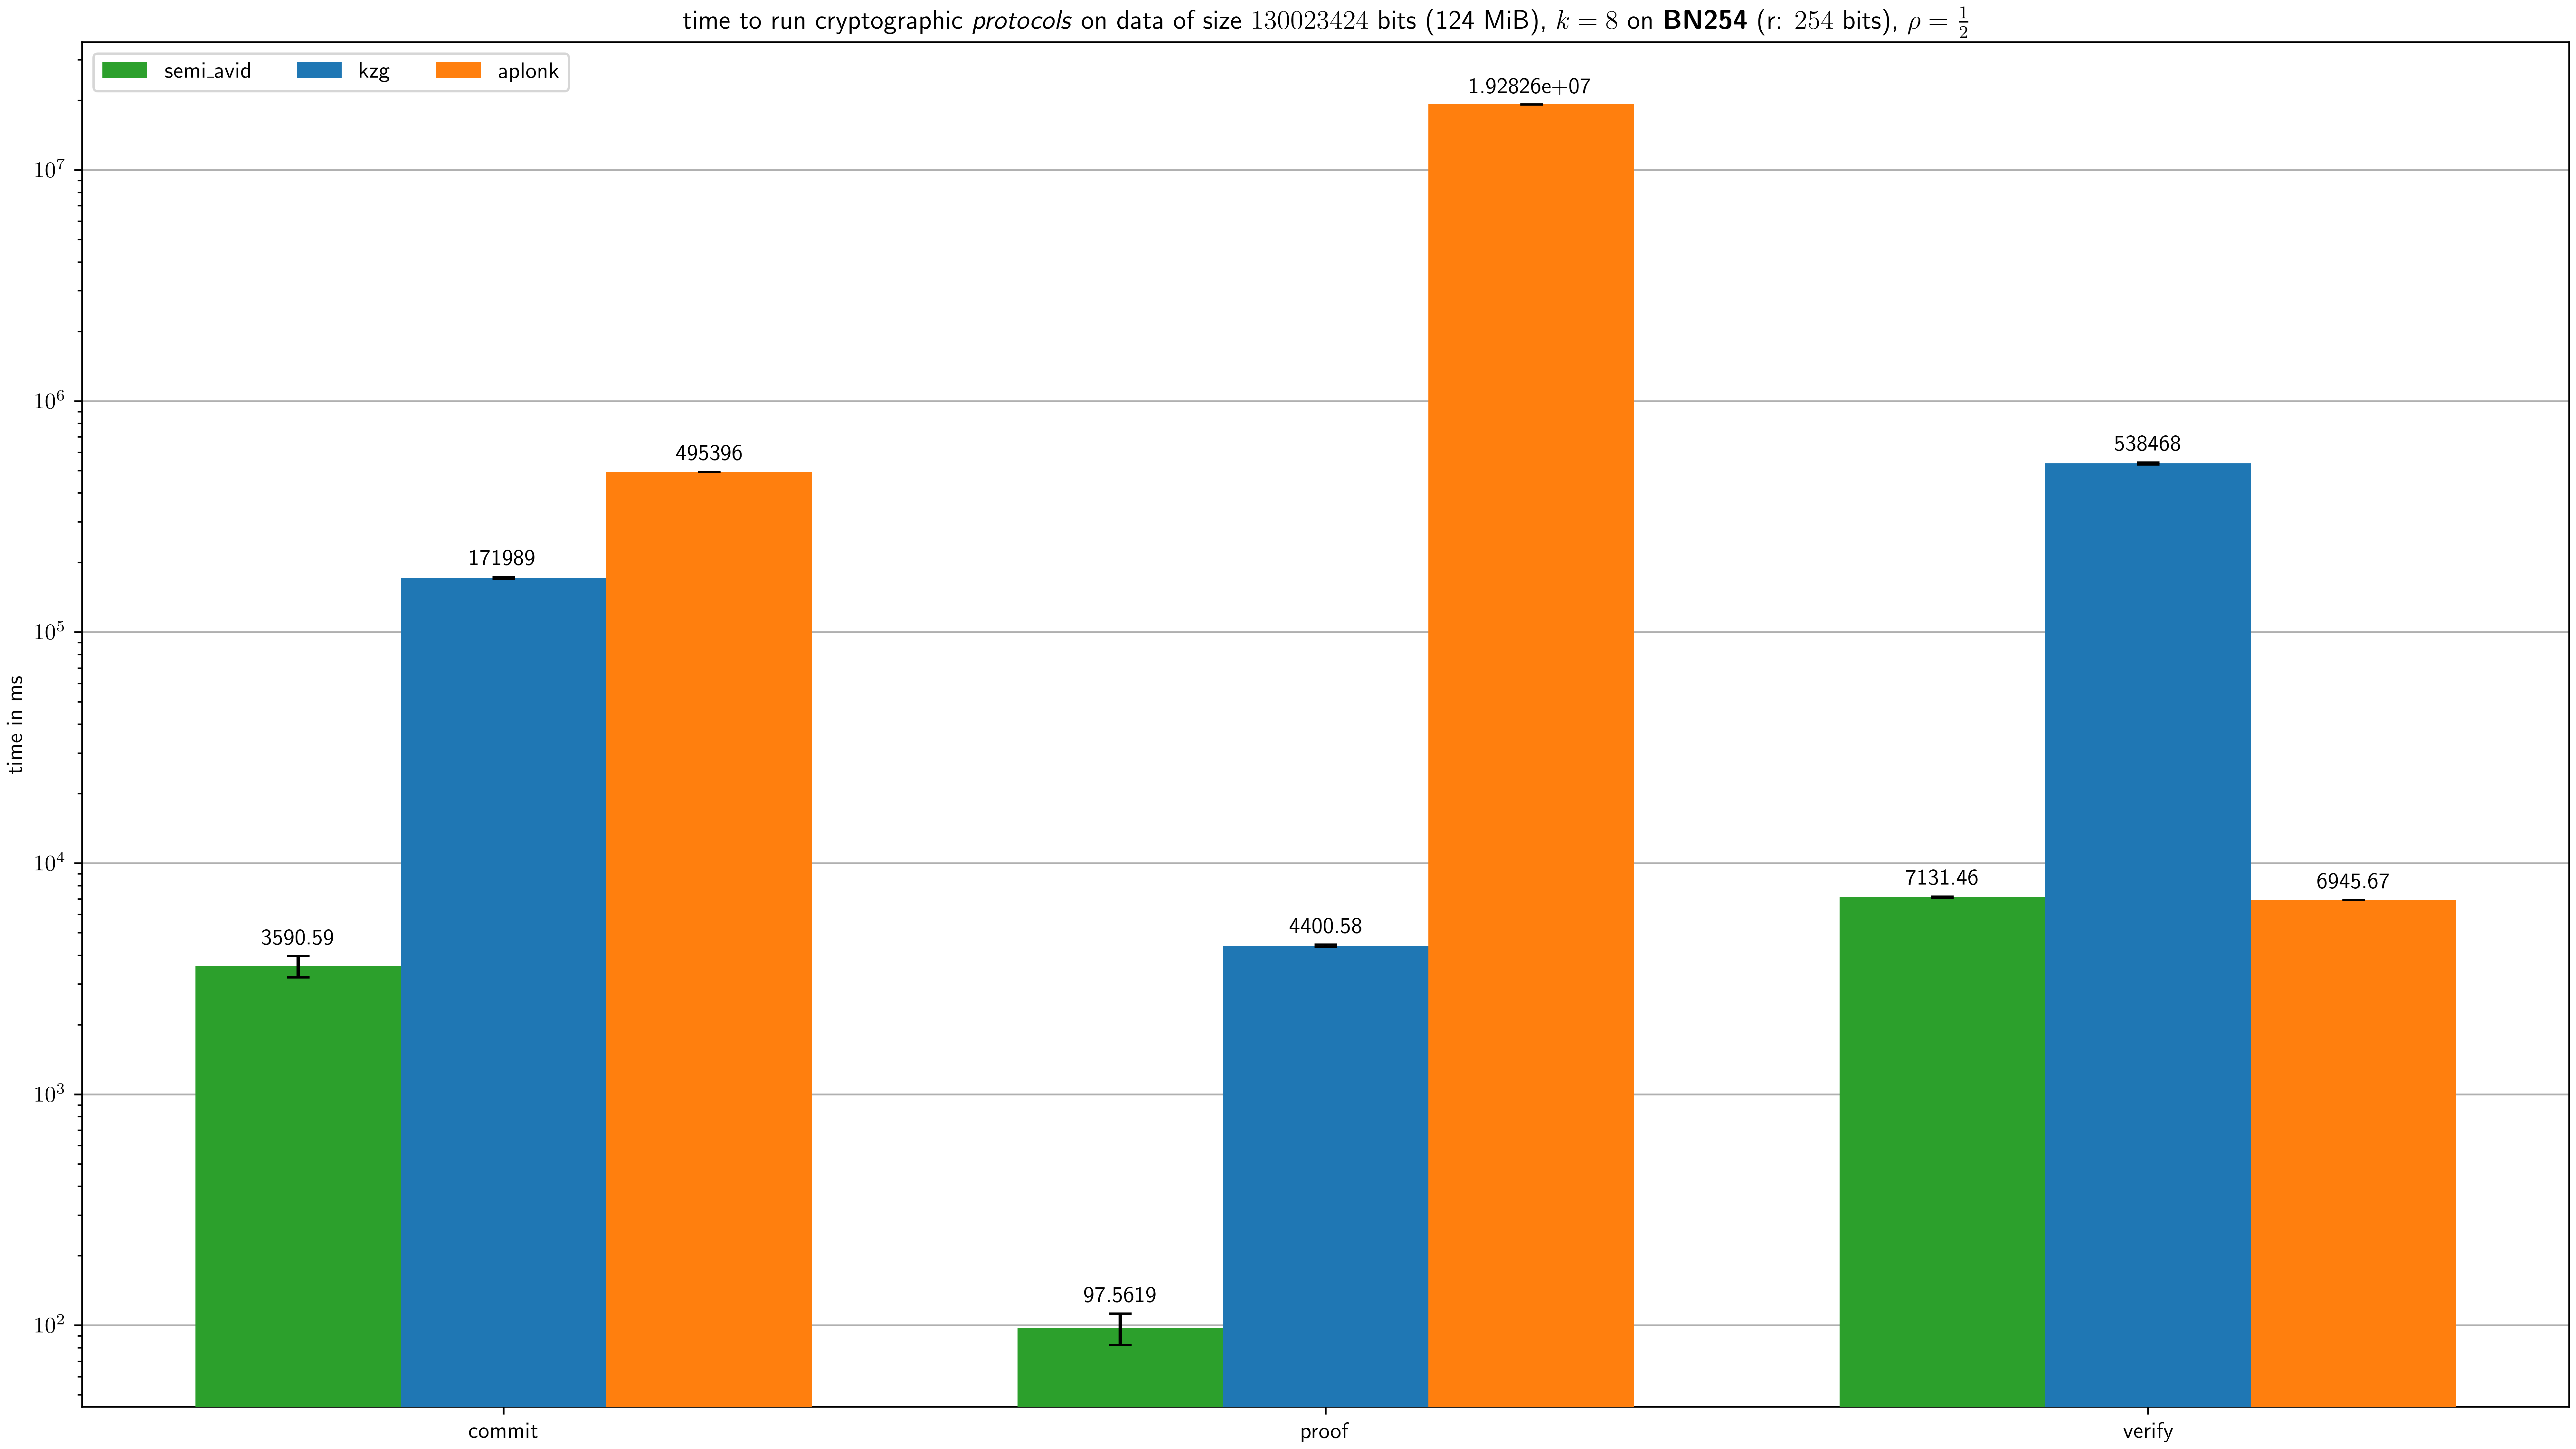 time to run cryptographic protocols on data of size 130023424 bits (124 MiB), k = 8 on BN254 (r: 254 bits), ρ = 1/2
semi_avid kzg aplonk
1.92826e+07
10^7
10^6
538468
495396
171989
10^5
time in ms
10^4
7131.46
6945.67
4400.58
3590.59
10^3
97.5619
10^2
commit proof verify